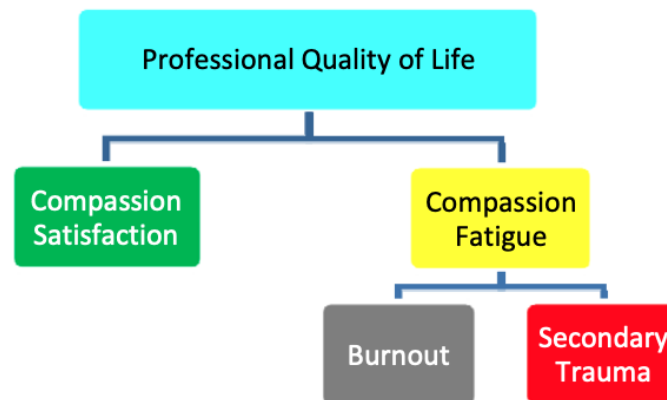 Professional Quality of Life
Compassion
Satisfaction
Compassion
Fatigue
Burnout
Secondary
Trauma